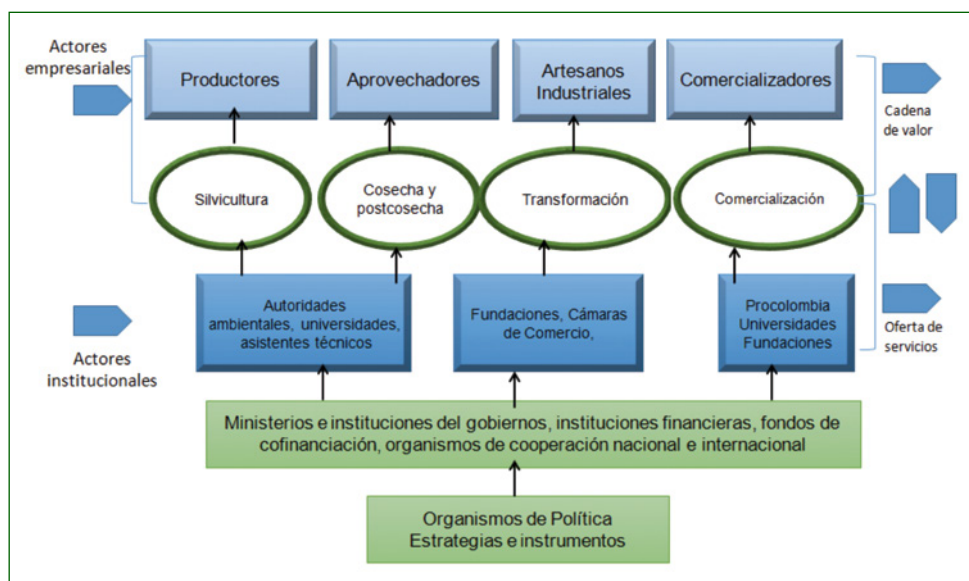 Actores
empresariales
Productores
Aprovechadores
Artesanos
Industriales
Comercializadores
Cadena
de valor
Silvicultura
Cosecha y
postcosecha
Transformación
Comercialización
Autoridades
ambientales, universidades,
asistentes técnicos
Fundaciones, Cámaras
de Comercio,
Procolombia
Universidades
Fundaciones
Oferta de
servicios
Actores
institucionales
Ministerios e instituciones del gobiernos, instituciones financieras, fondos de
cofinanciación, organismos de cooperación nacional e internacional
Organismos de Política
Estrategias e instrumentos